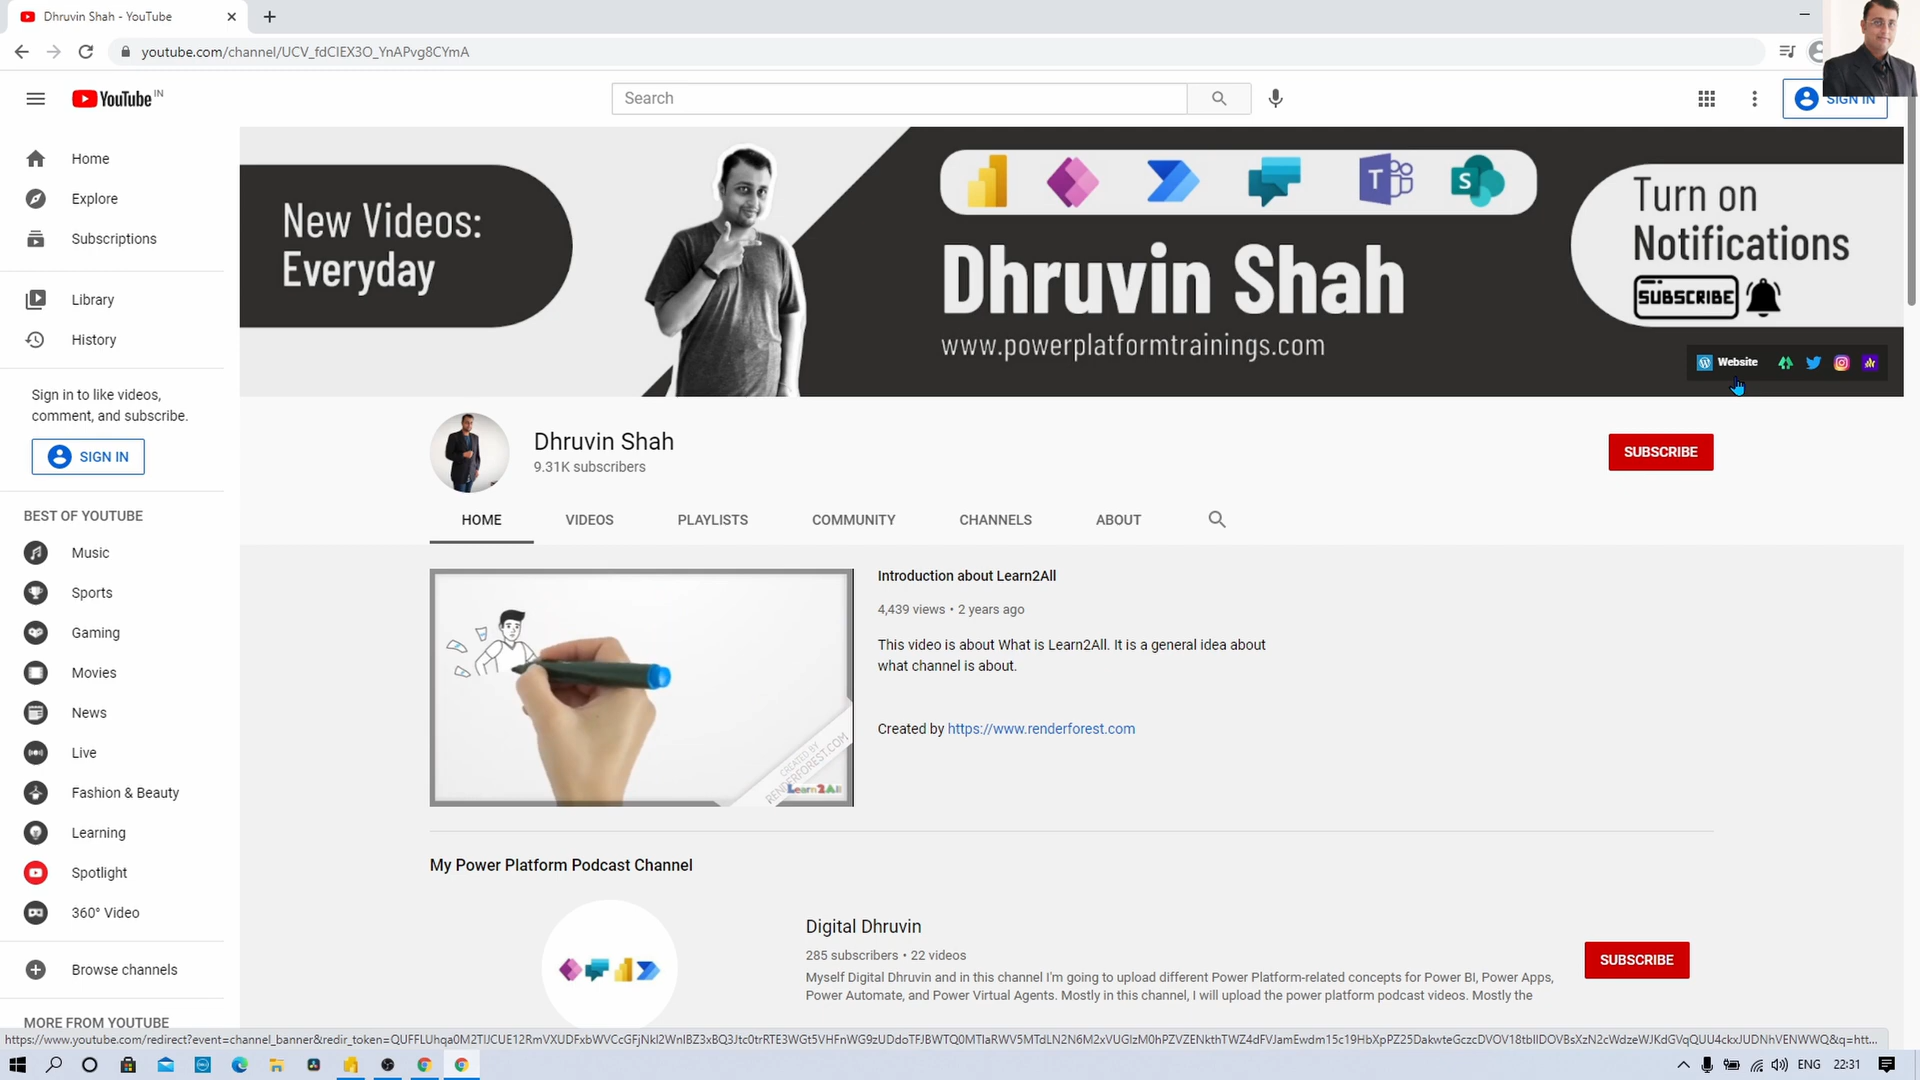 Dhruvin Shah - YouTube
youtube.com/channel/UCV_fdCIEX3O_YnAPvg8CYmA
YouTube IN
Search
SIGN IN
Home
Explore
Subscriptions
Library
History
Sign in to like videos,
comment, and subscribe.
SIGN IN
BEST OF YOUTUBE
Music
Sports
Gaming
Movies
News
Live
Fashion & Beauty
Learning
Spotlight
360° Video
Browse channels
MORE FROM YOUTUBE
New Videos:
Everyday
T
S
Dhruvin Shah
www.powerplatformtrainings.com
Turn on
Notifications
SUBSCRIBE
Website
Dhruvin Shah
9.31K subscribers
SUBSCRIBE
HOME
VIDEOS
PLAYLISTS
COMMUNITY
CHANNELS
ABOUT
CREATED BY
RENDERFOREST.COM
Learn2All
Introduction about Learn2All
4,439 views • 2 years ago
This video is about What is Learn2All. It is a general idea about
what channel is about.
Created by https://www.renderforest.com
My Power Platform Podcast Channel
Digital Dhruvin
285 subscribers • 22 videos
Myself Digital Dhruvin and in this channel I'm going to upload different Power Platform-related concepts for Power BI, Power Apps,
Power Automate, and Power Virtual Agents. Mostly in this channel, I will upload the power platform podcast videos. Mostly the
SUBSCRIBE
ENG
22:31